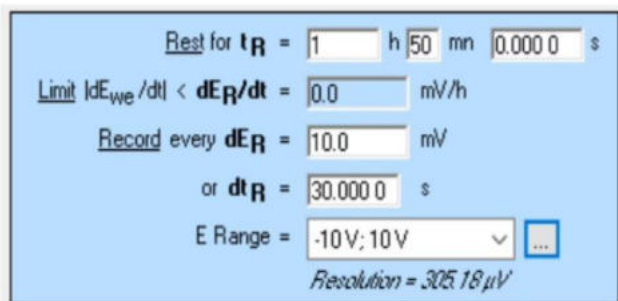 Rest for tR = 1 h 50 mn 0.000 0 s
Limit |dEwe/dt| < dER/dt = 0.0 mV/h
Record every dER = 10.0 mV
or dtR = 30.000 0 s
E Range = -10 V; 10 V ...
Resolution = 305.18 µV